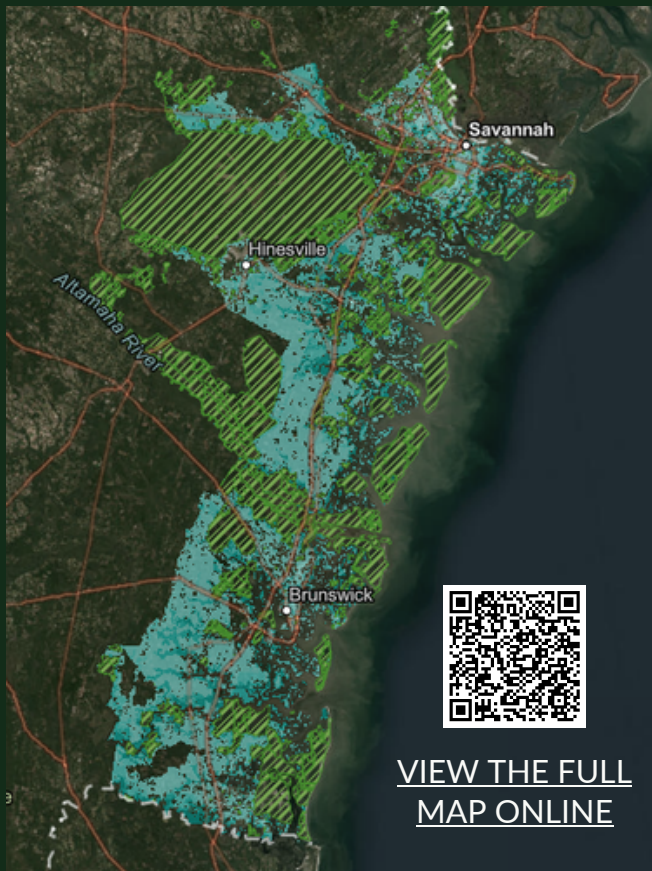 Savannah
Hinesville
Altamaha River
Brunswick
VIEW THE FULL
MAP ONLINE